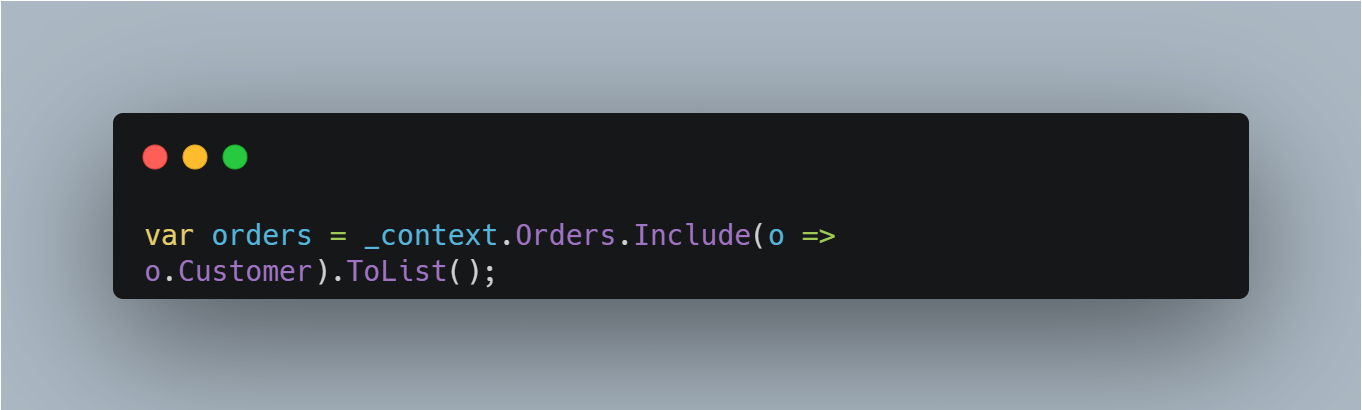 var orders = _context.Orders.Include(o =>
o.Customer).ToList();